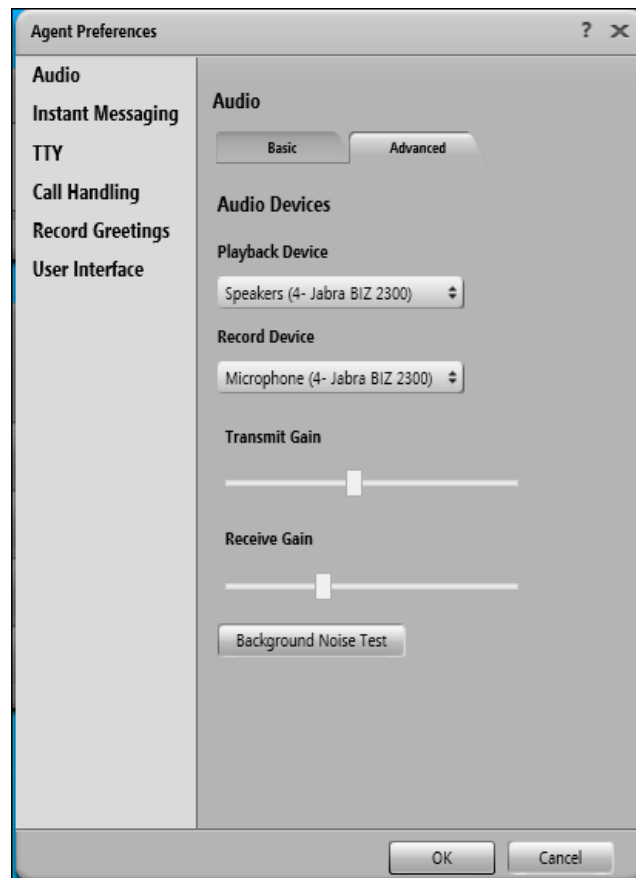 Agent Preferences ?
Audio
Instant Messaging
TTY
Call Handling
Record Greetings
User Interface
Audio
Basic Advanced
Audio Devices
Playback Device
Speakers (4- Jabra BIZ 2300)
Record Device
Microphone (4- Jabra BIZ 2300)
Transmit Gain
Receive Gain
Background Noise Test
OK Cancel